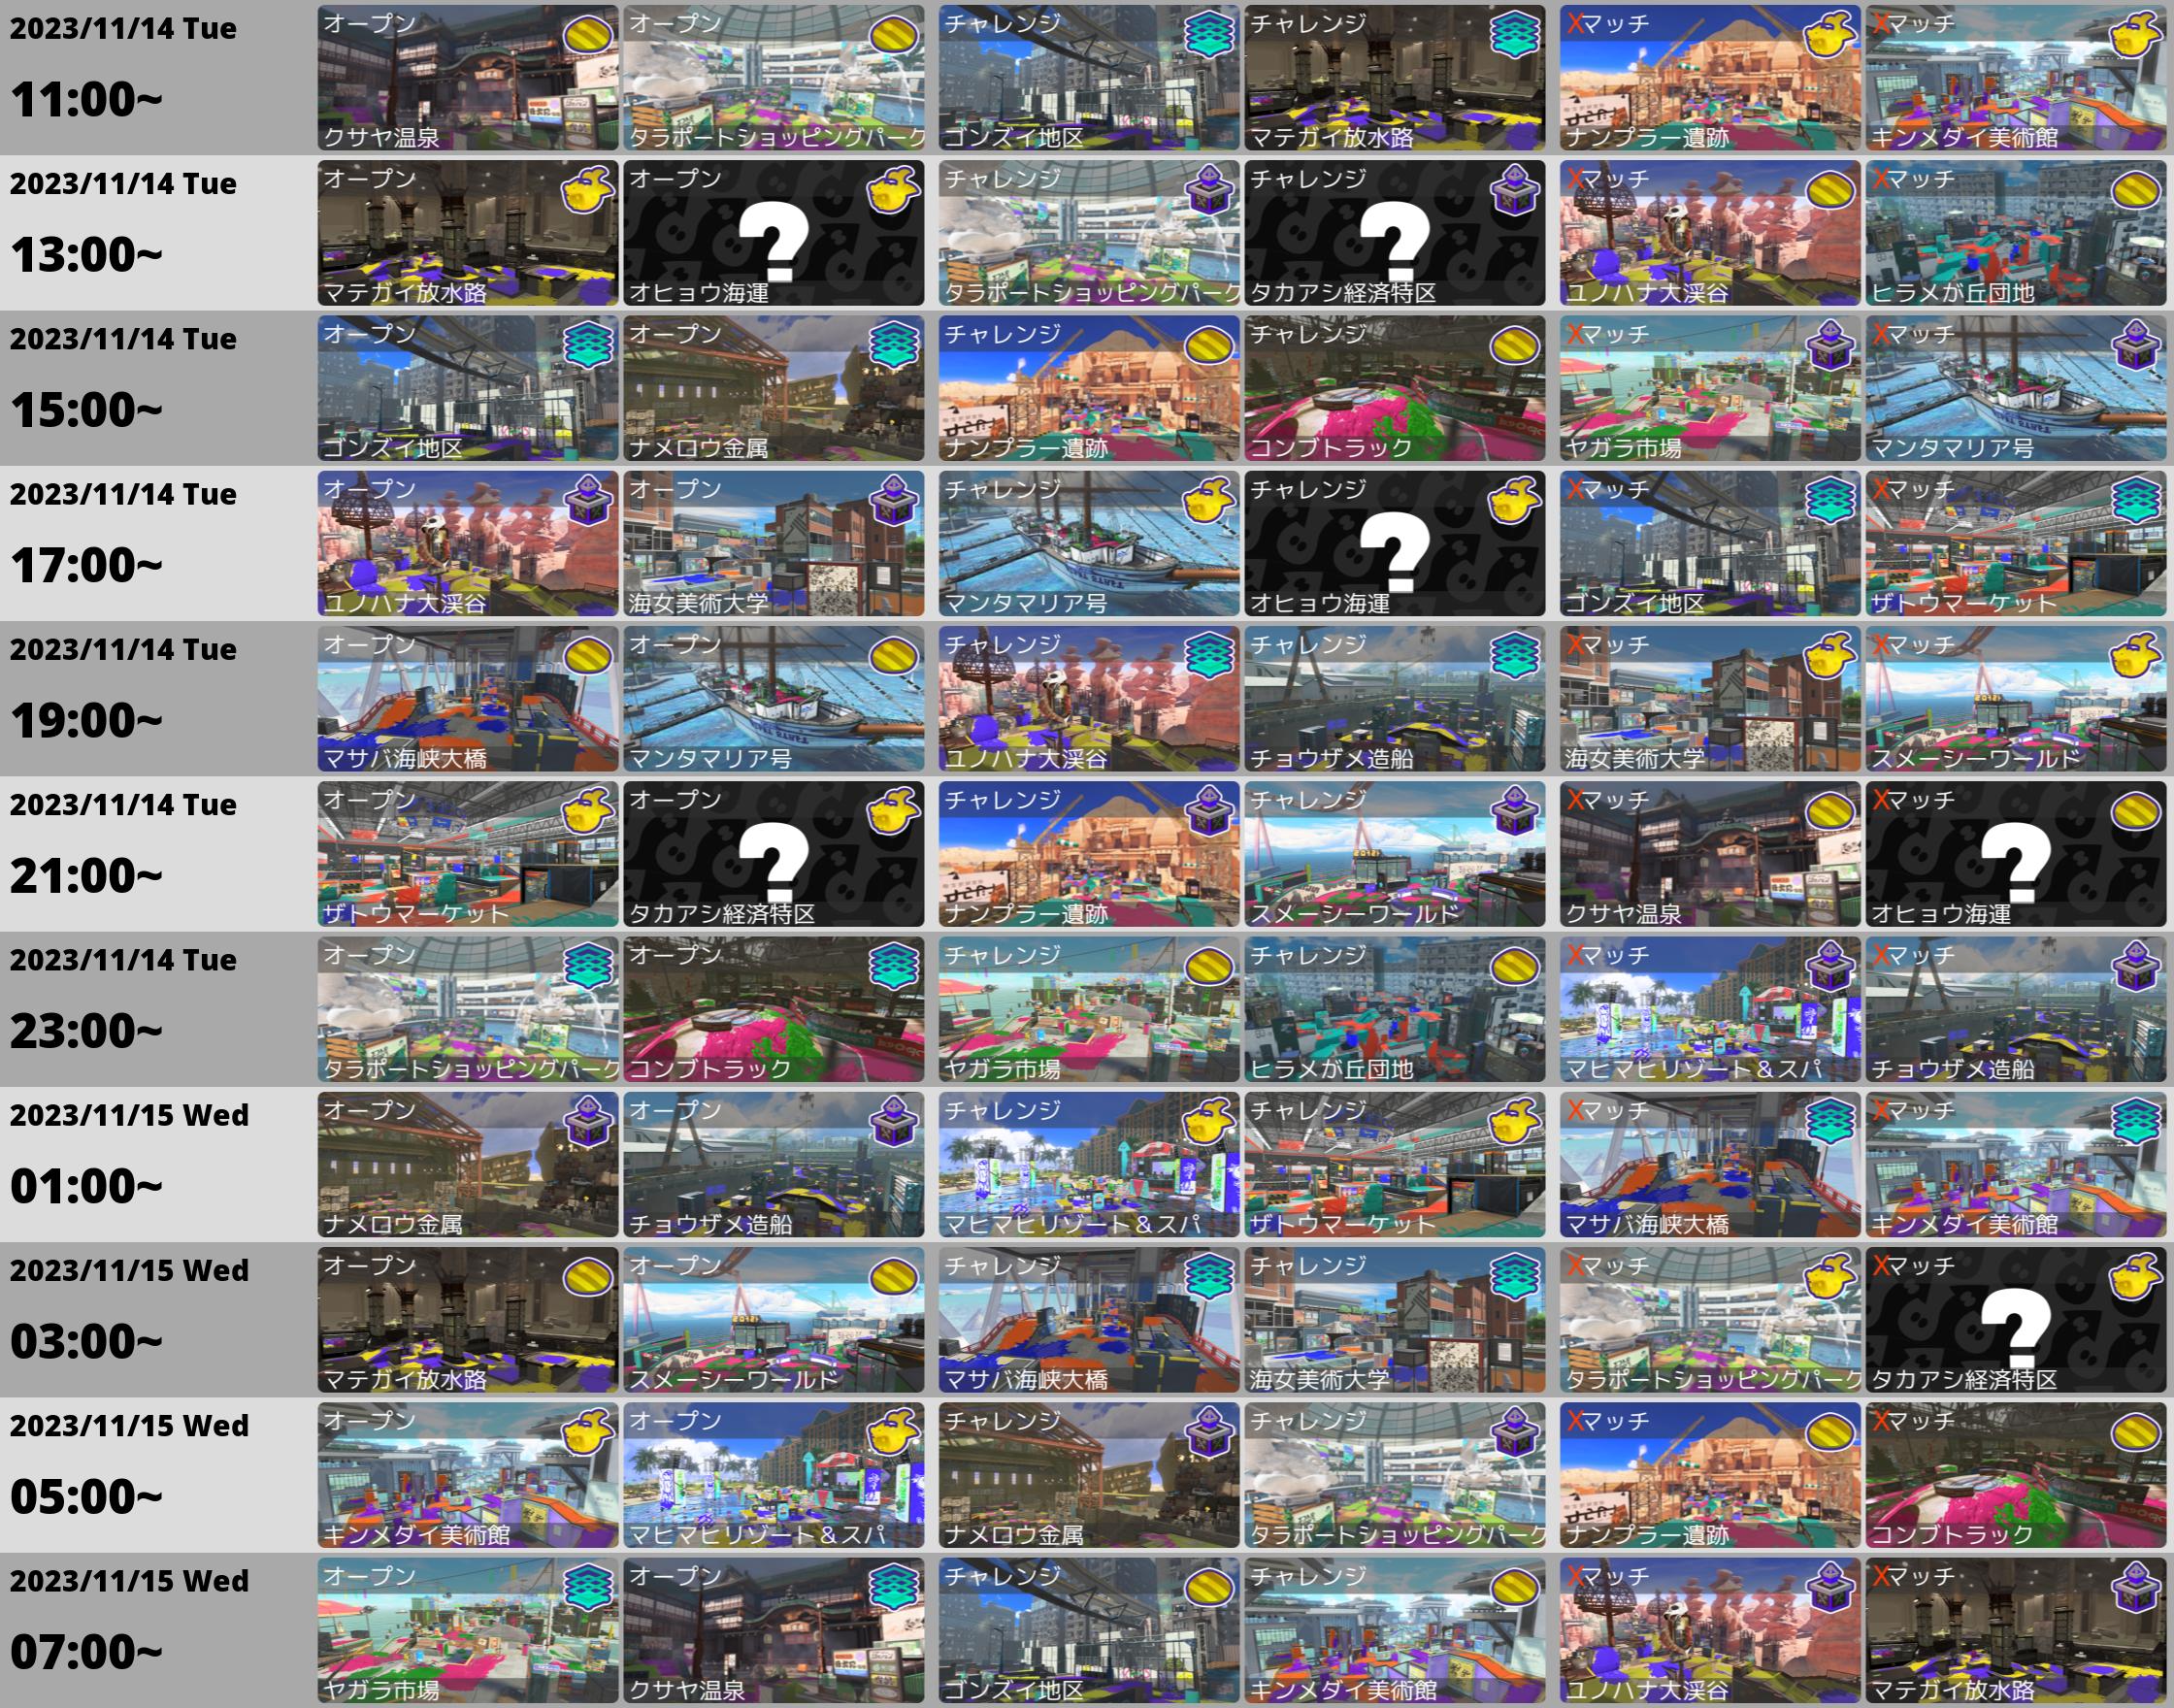 2023/11/14 Tue
11:00~
オープン
クサヤ温泉
オープン
タラポートショッピングパーク
チャレンジ
ゴンズイ地区
チャレンジ
マテガイ放水路
Xマッチ
ナンプラー遺跡
Xマッチ
キンメダイ美術館
2023/11/14 Tue
13:00~
オープン
マテガイ放水路
オープン
?
オヒョウ海運
チャレンジ
タラポートショッピングパーク
チャレンジ
?
タカアシ経済特区
Xマッチ
ユノハナ大渓谷
Xマッチ
ヒラメが丘団地
2023/11/14 Tue
15:00~
オープン
ゴンズイ地区
オープン
ナメロウ金属
チャレンジ
ナンプラー遺跡
チャレンジ
コンブトラック
Xマッチ
ヤガラ市場
Xマッチ
マンタマリア号
2023/11/14 Tue
17:00~
オープン
ユノハナ大渓谷
オープン
海女美術大学
チャレンジ
マンタマリア号
チャレンジ
?
オヒョウ海運
Xマッチ
ゴンズイ地区
Xマッチ
ザトウマーケット
2023/11/14 Tue
19:00~
オープン
マサバ海峡大橋
オープン
マンタマリア号
チャレンジ
ユノハナ大渓谷
チャレンジ
チョウザメ造船
Xマッチ
海女美術大学
Xマッチ
スメーシーワールド
2023/11/14 Tue
21:00~
オープン
ザトウマーケット
オープン
?
タカアシ経済特区
チャレンジ
ナンプラー遺跡
チャレンジ
スメーシーワールド
Xマッチ
クサヤ温泉
Xマッチ
?
オヒョウ海運
2023/11/14 Tue
23:00~
オープン
タラポートショッピングパーク
オープン
コンブトラック
チャレンジ
ヤガラ市場
チャレンジ
ヒラメが丘団地
Xマッチ
マヒマヒリゾート＆スパ
Xマッチ
チョウザメ造船
2023/11/15 Wed
01:00~
オープン
ナメロウ金属
オープン
チョウザメ造船
チャレンジ
マヒマヒリゾート＆スパ
チャレンジ
ザトウマーケット
Xマッチ
マサバ海峡大橋
Xマッチ
キンメダイ美術館
2023/11/15 Wed
03:00~
オープン
マテガイ放水路
オープン
スメーシーワールド
チャレンジ
マサバ海峡大橋
チャレンジ
海女美術大学
Xマッチ
タラポートショッピングパーク
Xマッチ
?
タカアシ経済特区
2023/11/15 Wed
05:00~
オープン
キンメダイ美術館
オープン
マヒマヒリゾート＆スパ
チャレンジ
ナメロウ金属
チャレンジ
タラポートショッピングパーク
Xマッチ
ナンプラー遺跡
Xマッチ
コンブトラック
2023/11/15 Wed
07:00~
オープン
ヤガラ市場
オープン
クサヤ温泉
チャレンジ
ゴンズイ地区
チャレンジ
キンメダイ美術館
Xマッチ
ユノハナ大渓谷
Xマッチ
マテガイ放水路